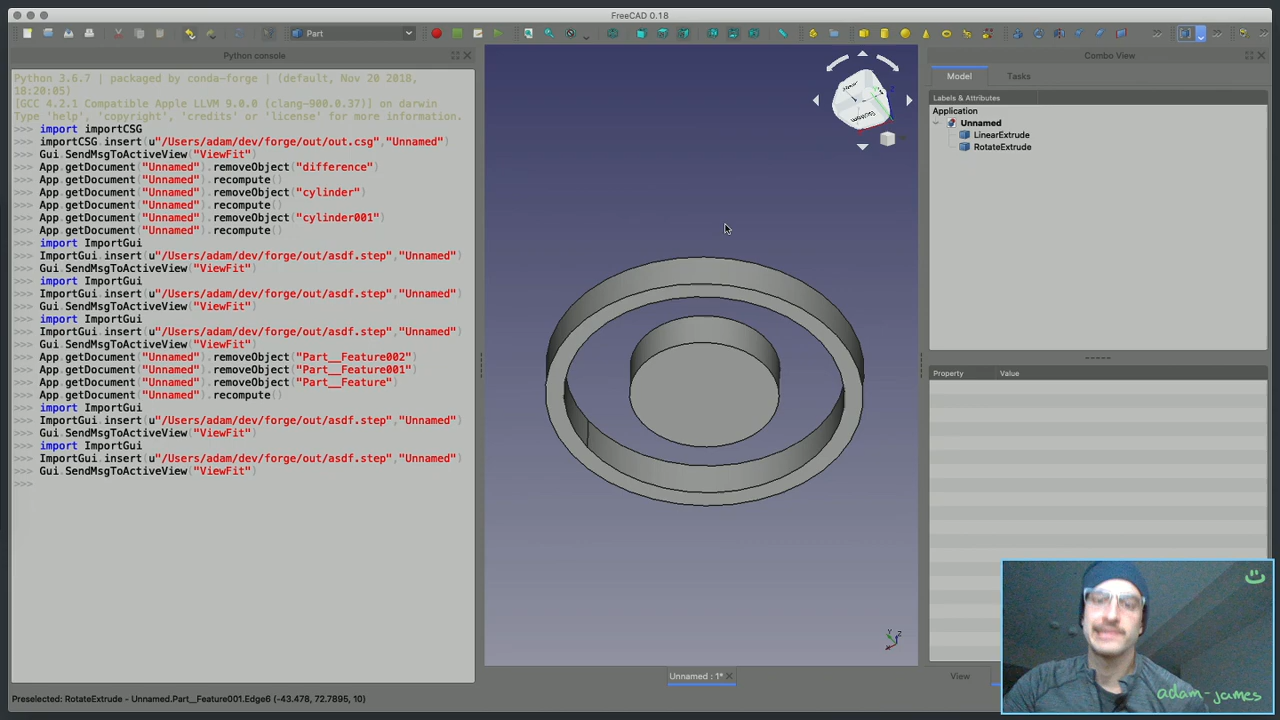 FreeCAD 0.18
Part
Python console
Combo View
Python 3.6.7 | packaged by conda-forge | (default, Nov 20 2018,
18:20:05)
[GCC 4.2.1 Compatible Apple LLVM 9.0.0 (clang-900.0.37)] on darwin
Type 'help', 'copyright', 'credits' or 'license' for more information.
>>> import importCSG
>>> importCSG.insert(u"/Users/adam/dev/forge/out/out.csg","Unnamed")
>>> Gui.SendMsgToActiveView("ViewFit")
>>> App.getDocument("Unnamed").removeObject("difference")
>>> App.getDocument("Unnamed").recompute()
>>> App.getDocument("Unnamed").removeObject("cylinder")
>>> App.getDocument("Unnamed").recompute()
>>> App.getDocument("Unnamed").removeObject("cylinder001")
>>> App.getDocument("Unnamed").recompute()
>>> import ImportGui
>>> ImportGui.insert(u"/Users/adam/dev/forge/out/asdf.step","Unnamed")
>>> Gui.SendMsgToActiveView("ViewFit")
>>> import ImportGui
>>> ImportGui.insert(u"/Users/adam/dev/forge/out/asdf.step","Unnamed")
>>> Gui.SendMsgToActiveView("ViewFit")
>>> import ImportGui
>>> ImportGui.insert(u"/Users/adam/dev/forge/out/asdf.step","Unnamed")
>>> Gui.SendMsgToActiveView("ViewFit")
>>> App.getDocument("Unnamed").removeObject("Part__Feature002")
>>> App.getDocument("Unnamed").removeObject("Part__Feature001")
>>> App.getDocument("Unnamed").removeObject("Part__Feature")
>>> App.getDocument("Unnamed").recompute()
>>> import ImportGui
>>> ImportGui.insert(u"/Users/adam/dev/forge/out/asdf.step","Unnamed")
>>> Gui.SendMsgToActiveView("ViewFit")
>>> import ImportGui
>>> ImportGui.insert(u"/Users/adam/dev/forge/out/asdf.step","Unnamed")
>>> Gui.SendMsgToActiveView("ViewFit")
>>>
Model
Tasks
Labels & Attributes
Application
Unnamed
LinearExtrude
RotateExtrude
Property
Value
Unnamed : 1*
View
adam-james
Preselected: RotateExtrude - Unnamed.Part__Feature001.Edge6 (-43.478, 72.7895, 10)